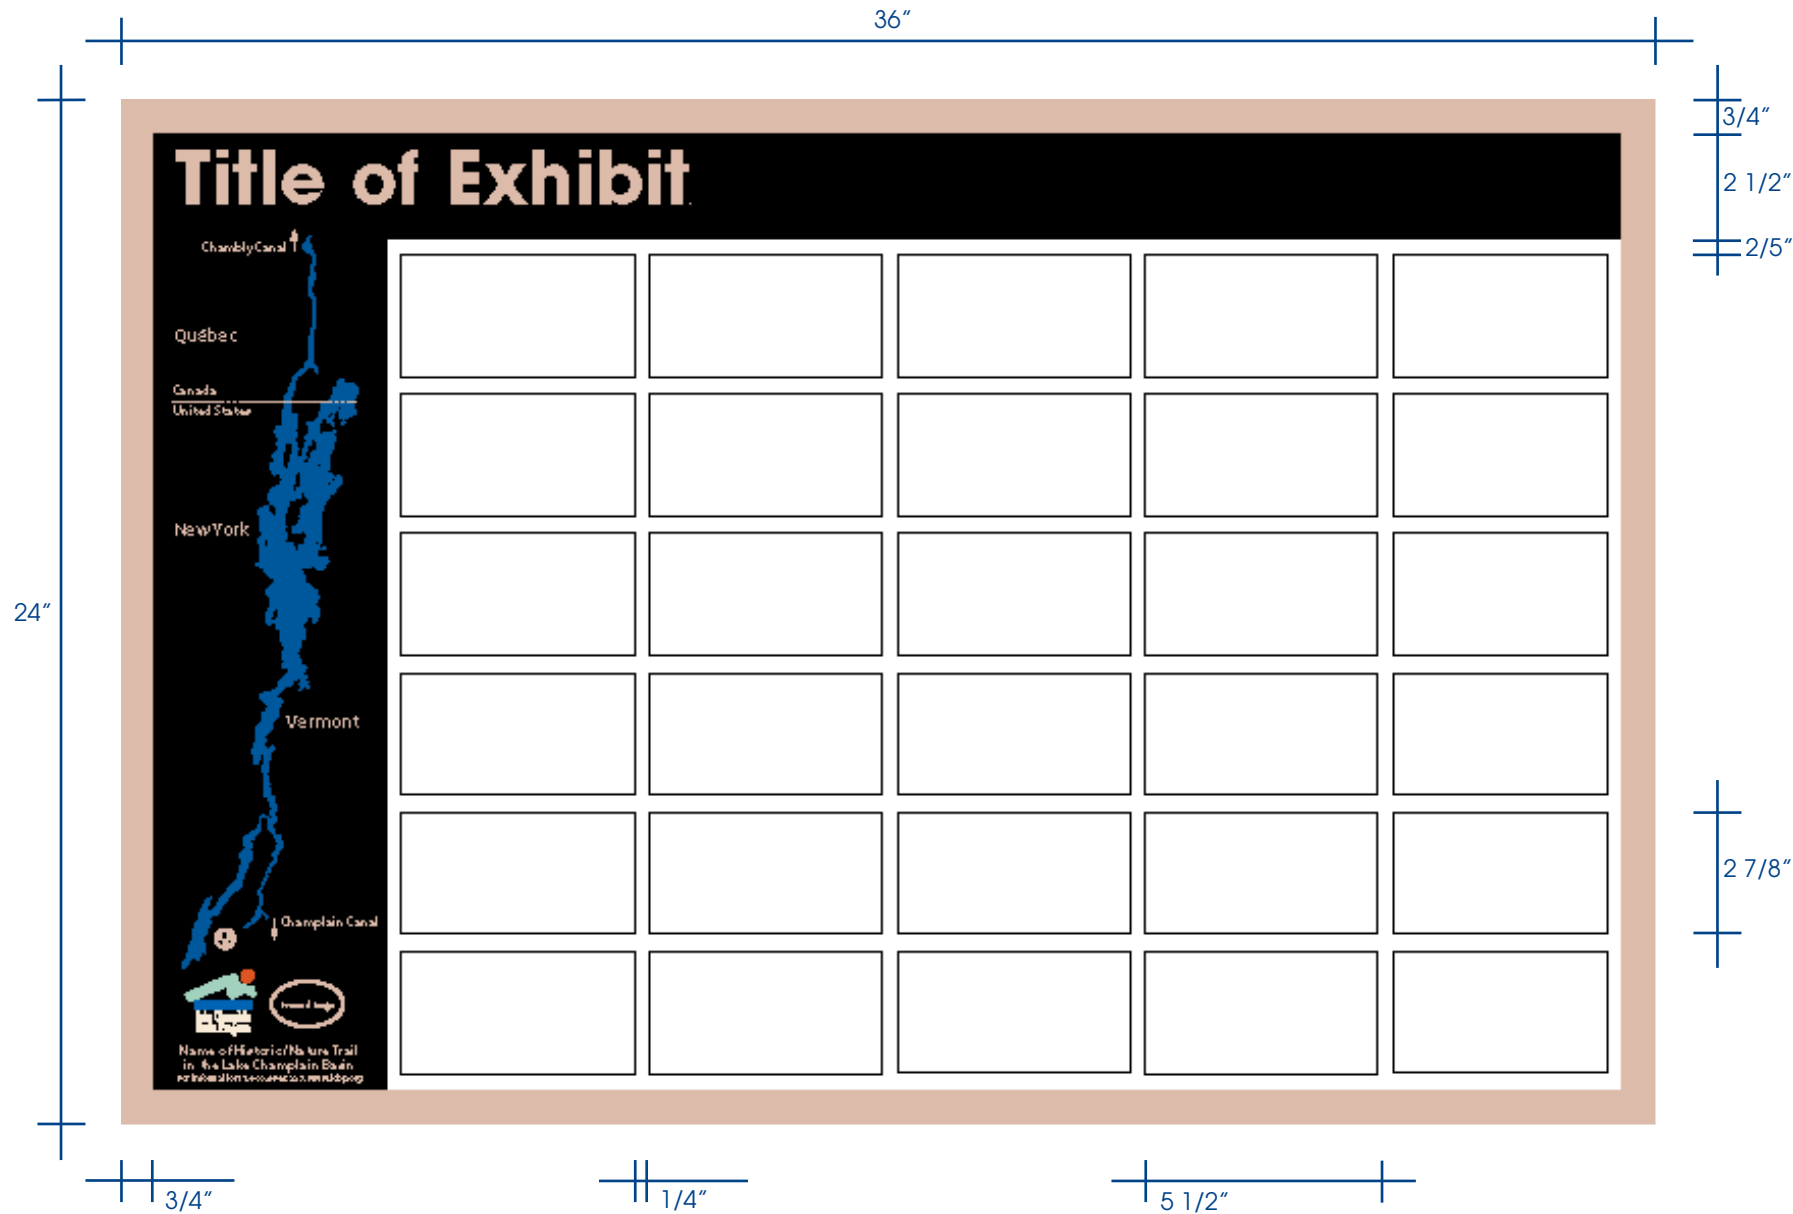 36″
3/4″
Title of Exhibit
2 1/2″
Chambly Canal
2/5″
Québec
Canada
United States
New York
24″
Vermont
2 7/8″
Champlain Canal
Name of Historic/Nature Trail
in the Lake Champlain Basin
3/4″
1/4″
5 1/2″